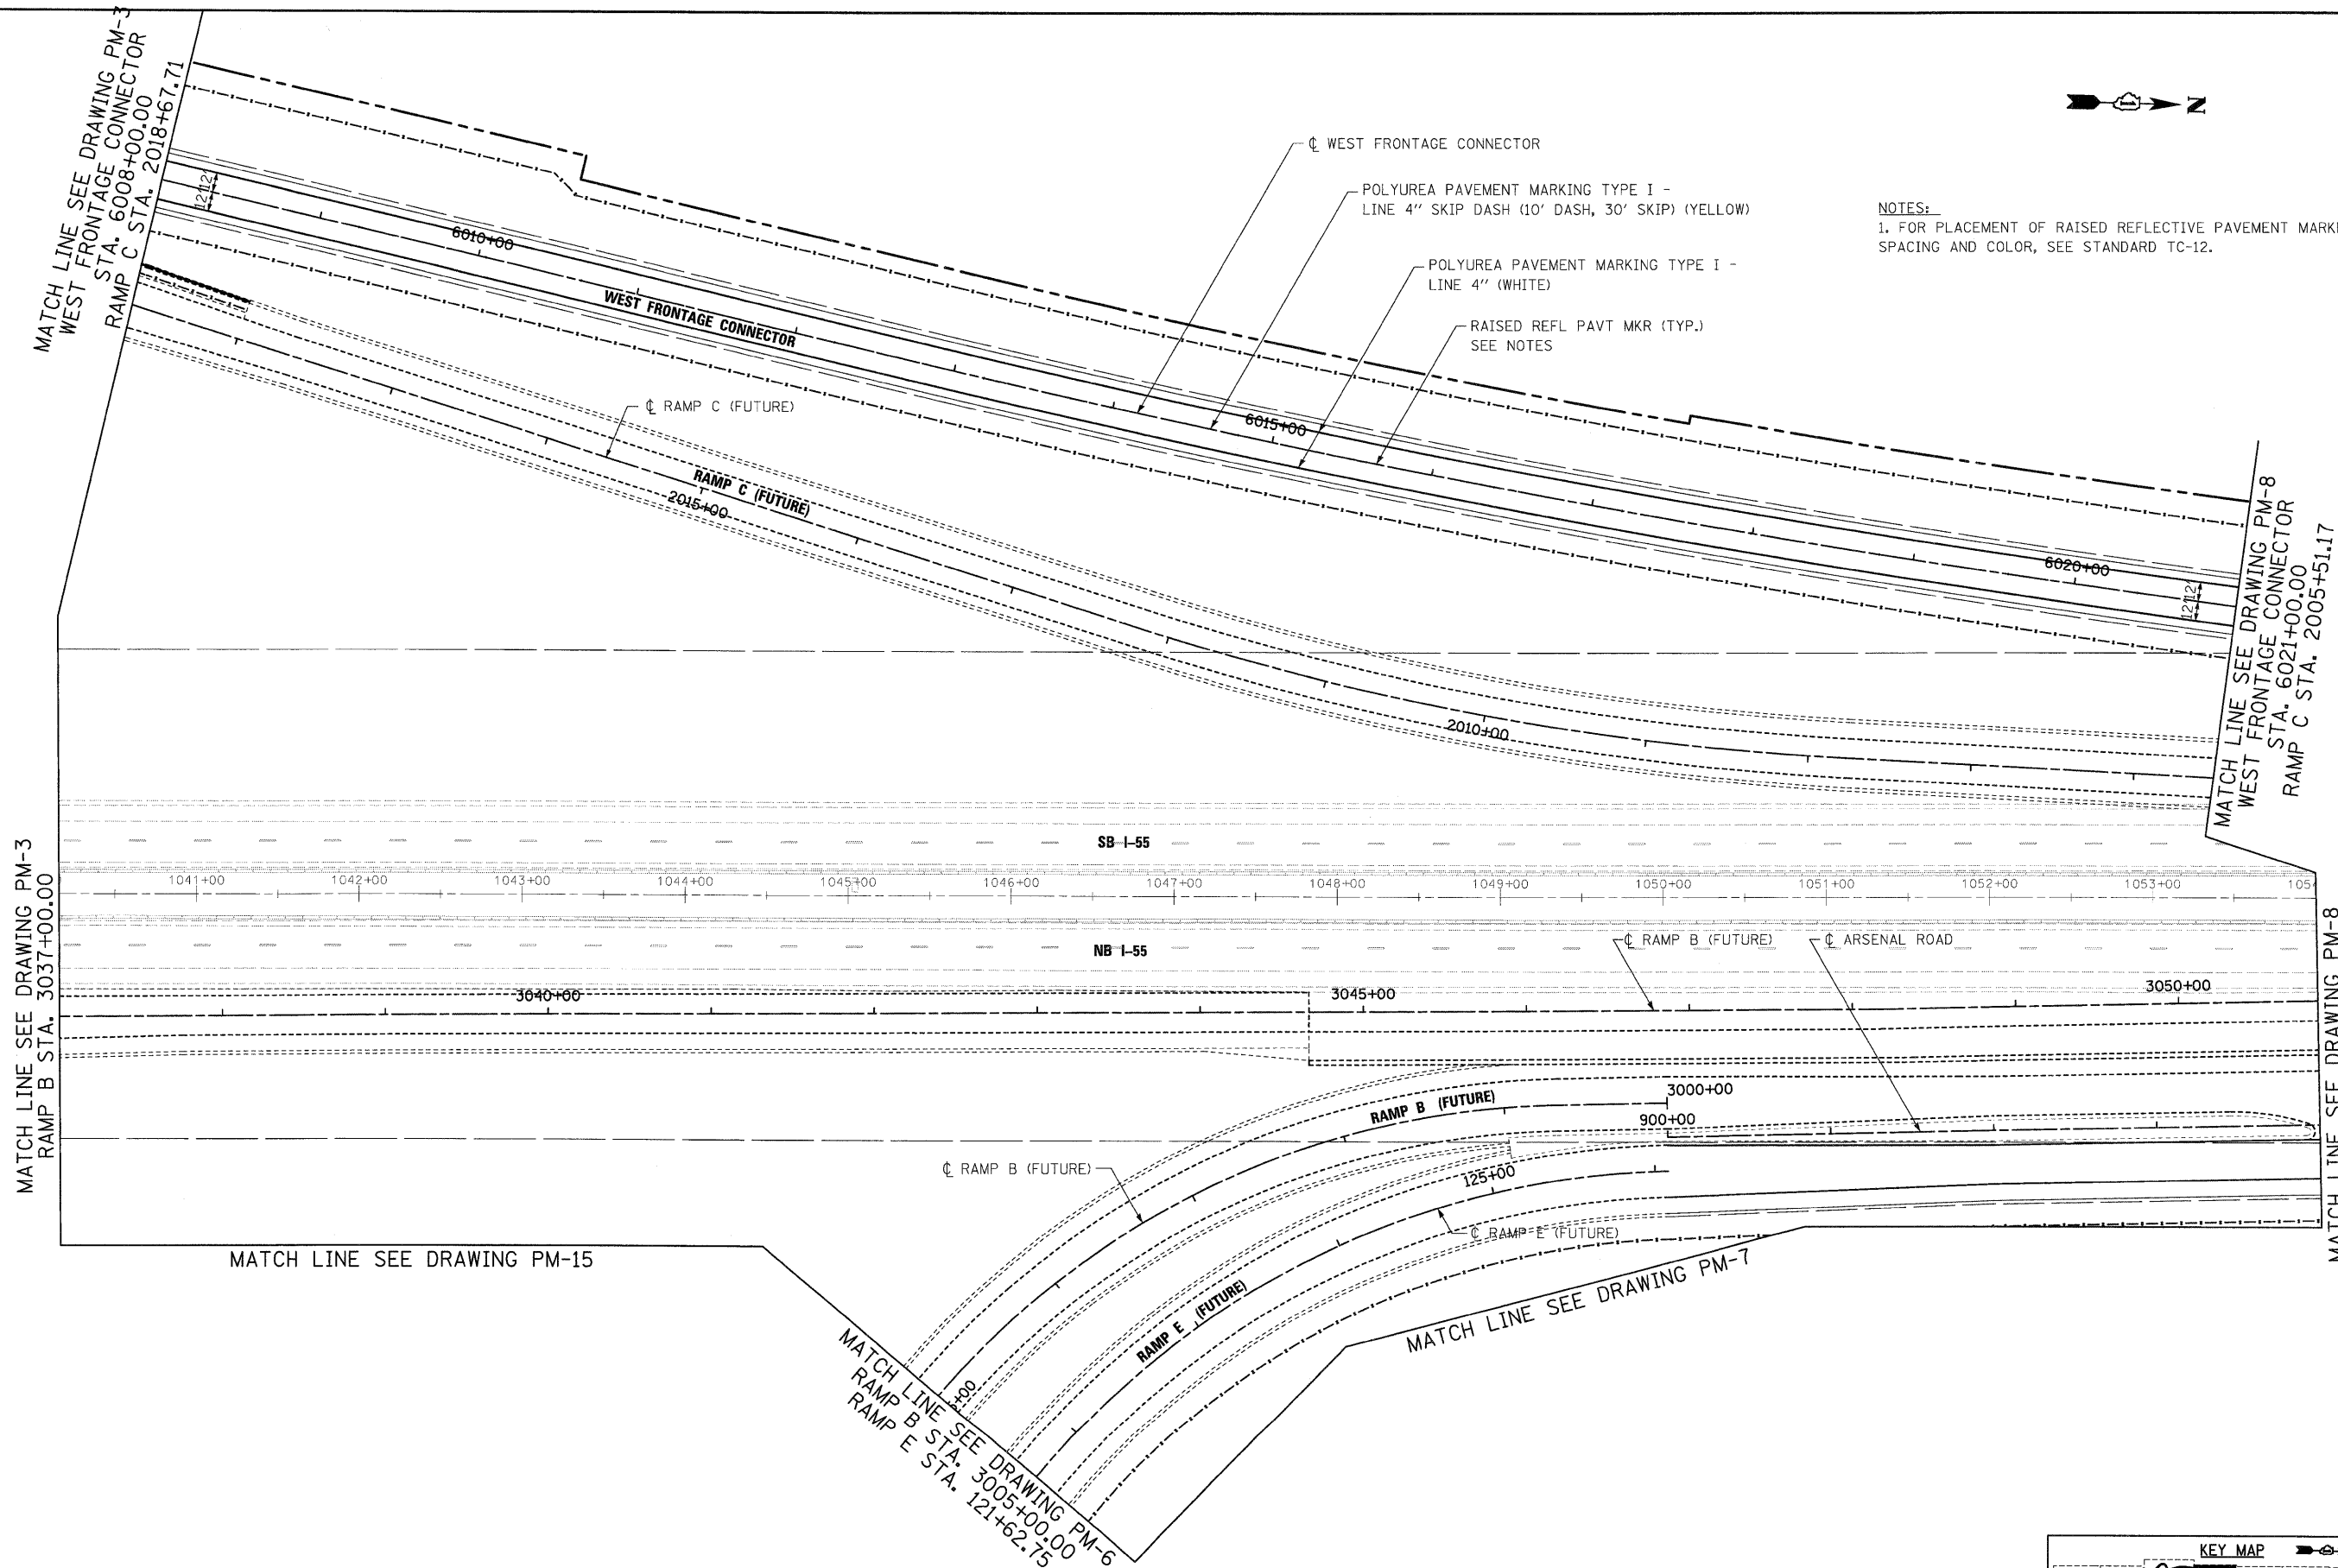 MATCH LINE SEE DRAWING PM-3
WEST FRONTAGE CONNECTOR
STA. 6008+00.00
RAMP C STA. 2018+67.71
N
℄ WEST FRONTAGE CONNECTOR
POLYUREA PAVEMENT MARKING TYPE I -
LINE 4" SKIP DASH (10' DASH, 30' SKIP) (YELLOW)
POLYUREA PAVEMENT MARKING TYPE I -
LINE 4" (WHITE)
RAISED REFL PAVT MKR (TYP.)
SEE NOTES
NOTES:
1. FOR PLACEMENT OF RAISED REFLECTIVE PAVEMENT
SPACING AND COLOR, SEE STANDARD TC-12.
12'
12'
6010+00
WEST FRONTAGE CONNECTOR
6015+00
6020+00
12'
12'
℄ RAMP C (FUTURE)
RAMP C (FUTURE)
2015+00
2010+00
MATCH LINE SEE DRAWING PM-8
WEST FRONTAGE CONNECTOR
STA. 6021+00.00
RAMP C STA. 2005+51.17
SB I-55
1041+00
1042+00
1043+00
1044+00
1045+00
1046+00
1047+00
1048+00
1049+00
1050+00
1051+00
1052+00
1053+00
NB I-55
℄ RAMP B (FUTURE)
℄ ARSENAL ROAD
MATCH LINE SEE DRAWING PM-3
RAMP B STA. 3037+00.00
3040+00
3045+00
3050+00
MATCH LINE SEE DRAWING PM-8
RAMP B (FUTURE)
3000+00
900+00
℄ RAMP B (FUTURE)
125+00
℄ RAMP E (FUTURE)
RAMP E (FUTURE)
MATCH LINE SEE DRAWING PM-15
MATCH LINE SEE DRAWING PM-7
MATCH LINE SEE DRAWING PM-6
RAMP B STA. 3005+00.00
RAMP E STA. 121+62.75
KEY MAP